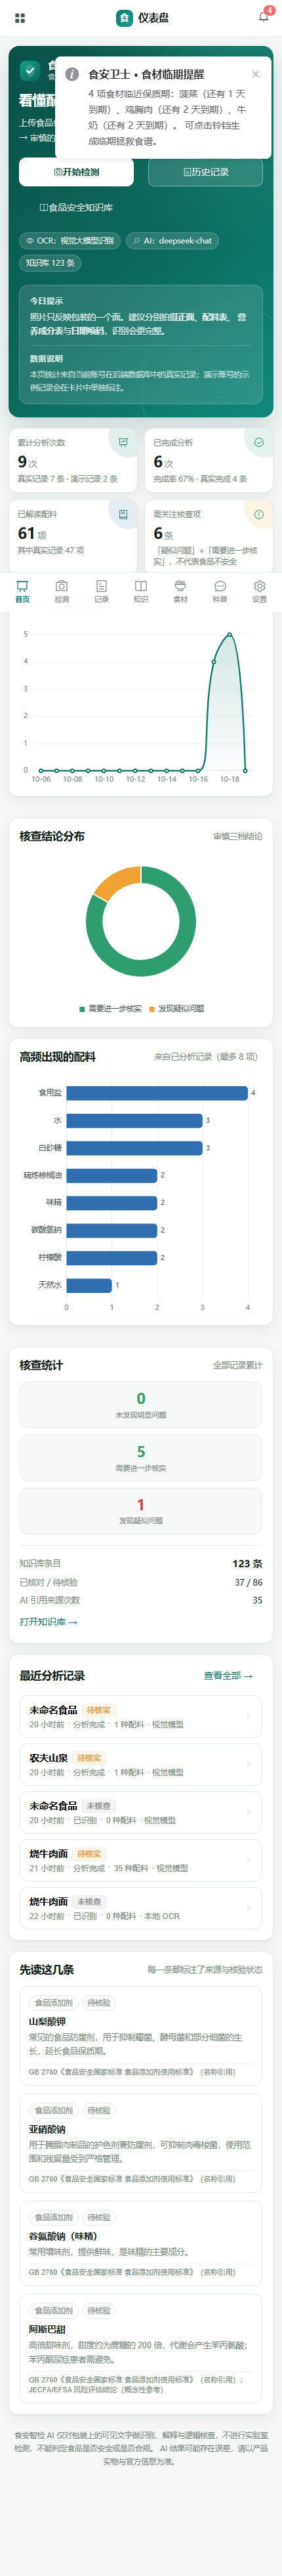 仪表盘
4
食安卫士 • 食材临期提醒
4 项食材临近保质期：菠菜（还有 1 天
到期）、鸡胸肉（还有 2 天到期）、牛
奶（还有 2 天到期）。 可点击铃铛生
成临期拯救食谱。
看懂配
上传食品包
→ 审慎的
开始检测
历史记录
食品安全知识库
OCR：视觉大模型识别
AI：deepseek-chat
知识库 123 条
今日提示
照片只反映包装的一个面。建议分别拍摄正面、配料表、营
养成分表与日期喷码，识别会更完整。
数据说明
本页统计来自当前账号在后端数据库中的真实记录；演示账号的示
例记录会在卡片中单独标注。
累计分析次数
9 次
真实记录 7 条 · 演示记录 2 条
已完成分析
6 次
完成率 67% · 真实完成 4 条
已解读配料
61 项
其中真实记录 47 项
需关注核查项
6 条
「疑似问题」+「需要进一步核
实」，不代表食品不安全
首页
检测
记录
知识
食材
科普
设置
5
4
3
2
1
0
10-06
10-08
10-10
10-12
10-14
10-16
10-18
核查结论分布
审慎三档结论
需要进一步核实
发现疑似问题
高频出现的配料
来自已分析记录（最多 8 项）
食用盐
4
水
3
白砂糖
3
精炼棕榈油
2
味精
2
碳酸氢钠
2
柠檬酸
2
天然水
1
0
1
2
3
4
核查统计
全部记录累计
0
未发现明显问题
5
需要进一步核实
1
发现疑似问题
知识库条目
123 条
已核对 / 待核验
37 / 86
AI 引用来源次数
35
打开知识库 →
最近分析记录
查看全部 →
未命名食品
待核实
20 小时前 · 分析完成 · 1 种配料 · 视觉模型
农夫山泉
待核实
20 小时前 · 分析完成 · 1 种配料 · 视觉模型
未命名食品
未核查
20 小时前 · 已识别 · 0 种配料 · 视觉模型
烧牛肉面
待核实
21 小时前 · 分析完成 · 35 种配料 · 视觉模型
烧牛肉面
未核查
22 小时前 · 已识别 · 0 种配料 · 本地 OCR
先读这几条
每一条都标注了来源与核验状态
食品添加剂
待核验
山梨酸钾
常见的食品防腐剂，用于抑制霉菌、酵母菌和部分细菌的生
长，延长食品保质期。
GB 2760《食品安全国家标准 食品添加剂使用标准》（名称引用）
食品添加剂
待核验
亚硝酸钠
用于腌腊肉制品的护色剂兼防腐剂，可抑制肉毒梭菌，使用范
围和残留量受到严格管理。
GB 2760《食品安全国家标准 食品添加剂使用标准》（名称引用）
食品添加剂
待核验
谷氨酸钠（味精）
常用增味剂，提供鲜味，是味精的主要成分。
GB 2760《食品安全国家标准 食品添加剂使用标准》（名称引用）
食品添加剂
待核验
阿斯巴甜
高倍甜味剂，甜度约为蔗糖的 200 倍，代谢会产生苯丙氨酸；
苯丙酮尿症患者需避免。
GB 2760《食品安全国家标准 食品添加剂使用标准》（名称引用）；
JECFA/EFSA 风险评估结论（概念性参考）
食安智检 AI 仅对包装上的可见文字做识别、解释与逻辑核查，不进行实验室
检测，不能判定食品是否安全或是否合规。 AI 结果可能存在误差，请以产品
实物与官方信息为准。